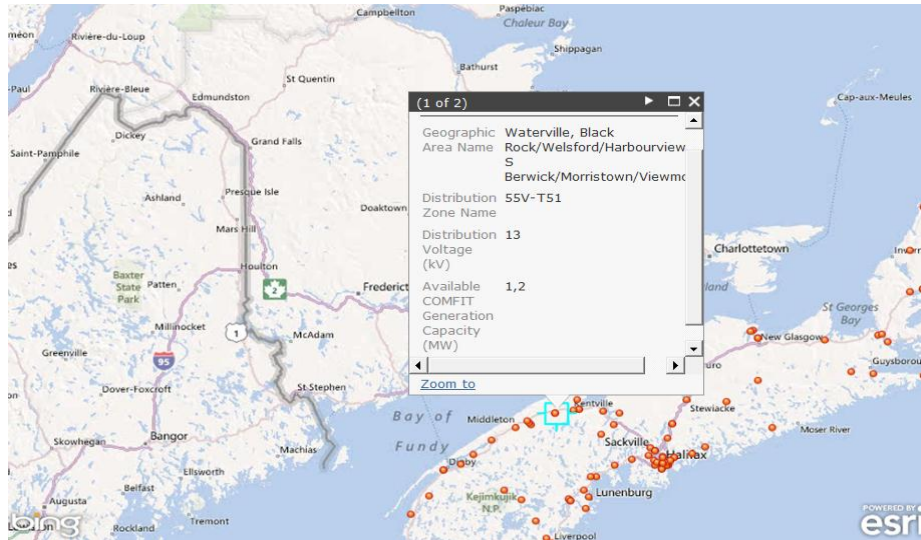 Campbellton
Paspébiac
Chaleur Bay
Rivière-du-Loup
Shippagan
Bathurst
St Quentin
-Paul
Rivière-Bleue
Edmundston
Cap-aux-Meules
Dickey
Grand Falls
Saint-Pamphile
Presque Isle
Ashland
Doaktown
Mars Hill
Charlottetown
Houlton
Baxter
State
Park
Patten
2
Frederict
St Georges
Bay
Millinocket
1
McAdam
New Glasgow
Greenville
95
Guysboro
Dover-Foxcroft
St Stephen
Stewiacke
Bay of
Fundy
Middleton
Kentville
Moser River
Skowhegan
Bangor
Machias
Sackville
Halifax
Digby
Ellsworth
Kejimkujik
N.P.
Lunenburg
Belfast
Augusta
Tremont
Rockland
Liverpool
bing
POWERED BY
esri
(1 of 2)
Geographic Area Name
Waterville, Black
Rock/Welsford/Harbourview
S
Berwick/Morristown/Viewmo
Distribution Zone Name
55V-T51
Distribution Voltage (kV)
13
Available COMFIT Generation Capacity (MW)
1,2
Zoom to